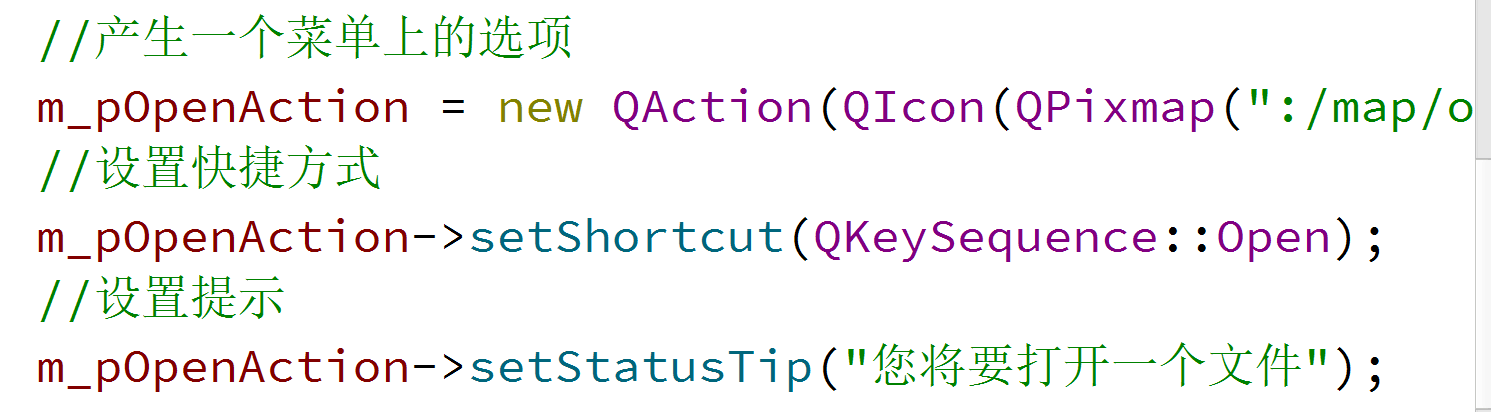 //产生一个菜单上的选项
m_pOpenAction = new QAction(QIcon(QPixmap(":/map/o
//设置快捷方式
m_pOpenAction->setShortcut(QKeySequence::Open);
//设置提示
m_pOpenAction->setStatusTip("您将要打开一个文件");